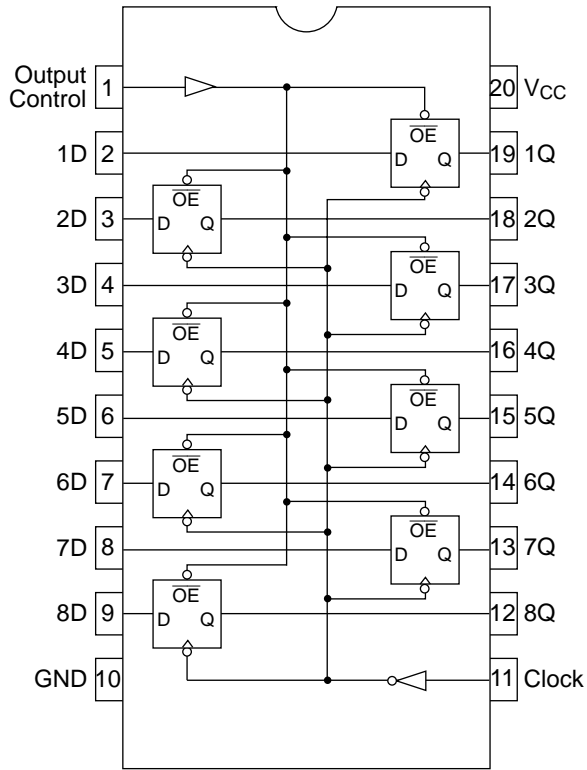 Output
Control 1 20 VCC
OE
1D 2 D Q 19 1Q
OE
2D 3 D Q 18 2Q
OE
3D 4 D Q 17 3Q
OE
4D 5 D Q 16 4Q
OE
5D 6 D Q 15 5Q
OE
6D 7 D Q 14 6Q
OE
7D 8 D Q 13 7Q
OE
8D 9 D Q 12 8Q
GND 10 11 Clock